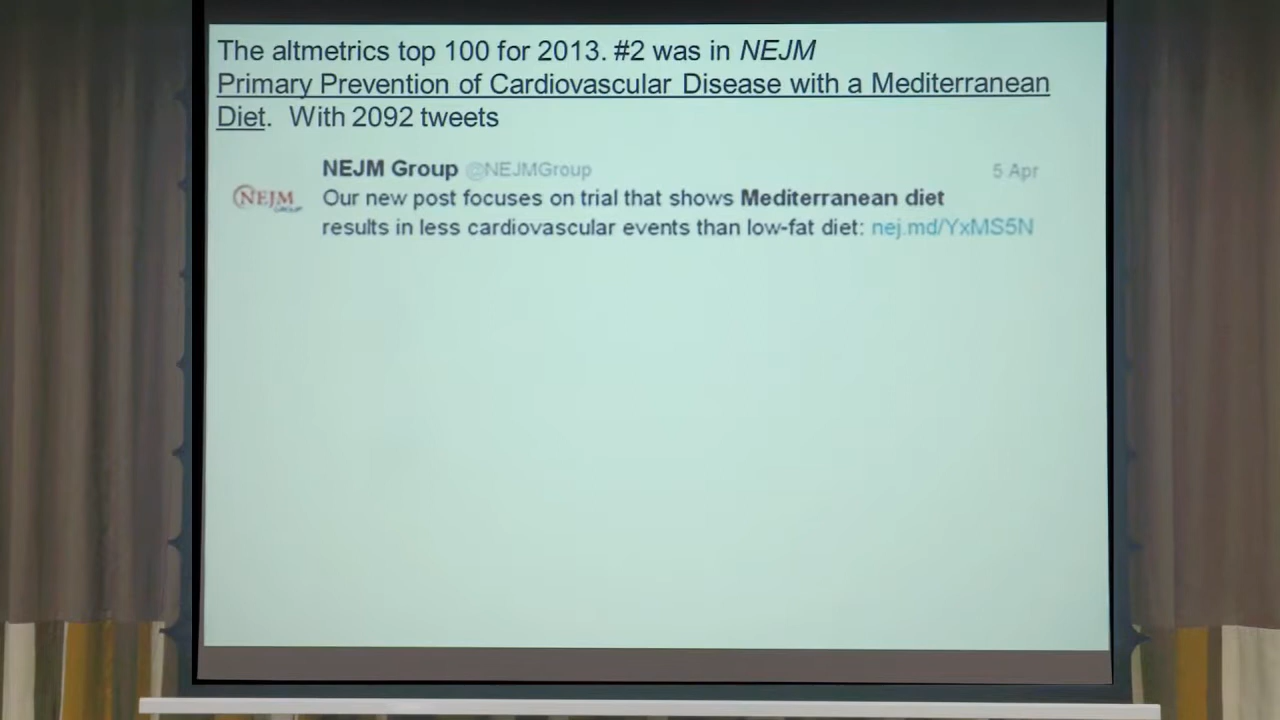 The altmetrics top 100 for 2013. #2 was in NEJM
Primary Prevention of Cardiovascular Disease with a Mediterranean
Diet. With 2092 tweets
NEJM Group @NEJMGroup 5 Apr
NEJM
GROUP
Our new post focuses on trial that shows Mediterranean diet
results in less cardiovascular events than low-fat diet: nej.md/YxMS5N